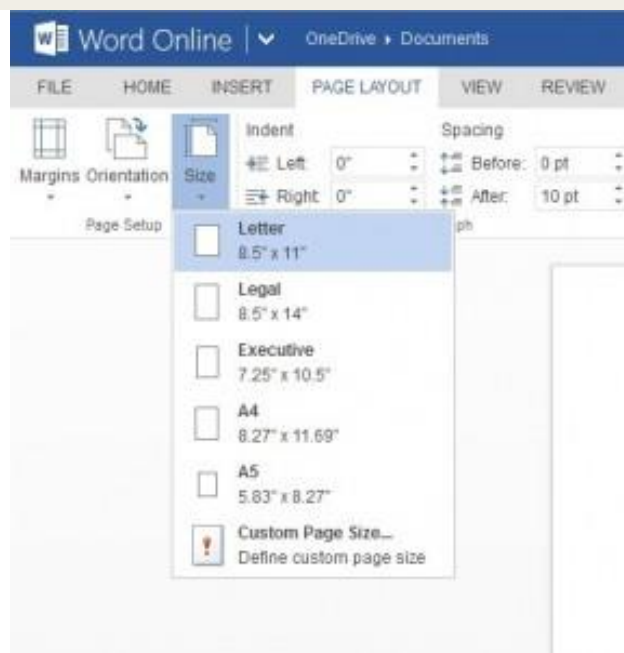 Word Online | OneDrive ▸ Documents
FILE HOME INSERT PAGE LAYOUT VIEW REVIEW
Indent Spacing
Left: 0" Before: 0 pt
Margins Orientation Size Right: 0" After: 10 pt
Page Setup ph
Letter
8.5" x 11"
Legal
8.5" x 14"
Executive
7.25" x 10.5"
A4
8.27" x 11.69"
A5
5.83" x 8.27"
Custom Page Size...
Define custom page size